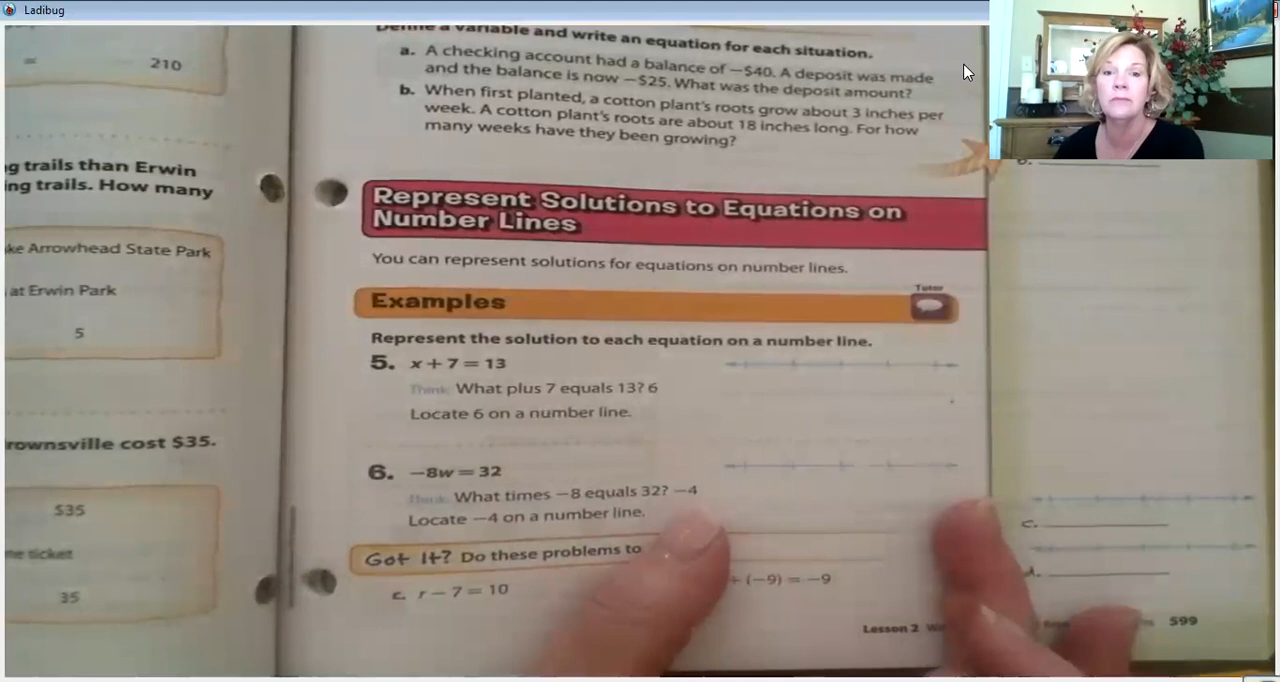 Ladibug
= 210
g trails than Erwin
ing trails. How many
ke Arrowhead State Park
at Erwin Park
5
rownsville cost $35.
$35
ne ticket
35
Define a variable and write an equation for each situation.
a. A checking account had a balance of −$40. A deposit was made
and the balance is now −$25. What was the deposit amount?
b. When first planted, a cotton plant's roots grow about 3 inches per
week. A cotton plant's roots are about 18 inches long. For how
many weeks have they been growing?
Represent Solutions to Equations on
Number Lines
You can represent solutions for equations on number lines.
Tutor
Examples
Represent the solution to each equation on a number line.
5. x + 7 = 13
Think: What plus 7 equals 13? 6
Locate 6 on a number line.
6. −8w = 32
Think: What times −8 equals 32? −4
Locate −4 on a number line.
Got It? Do these problems to
c. r − 7 = 10
÷ (−9) = −9
Lesson 2
599
c.
d.